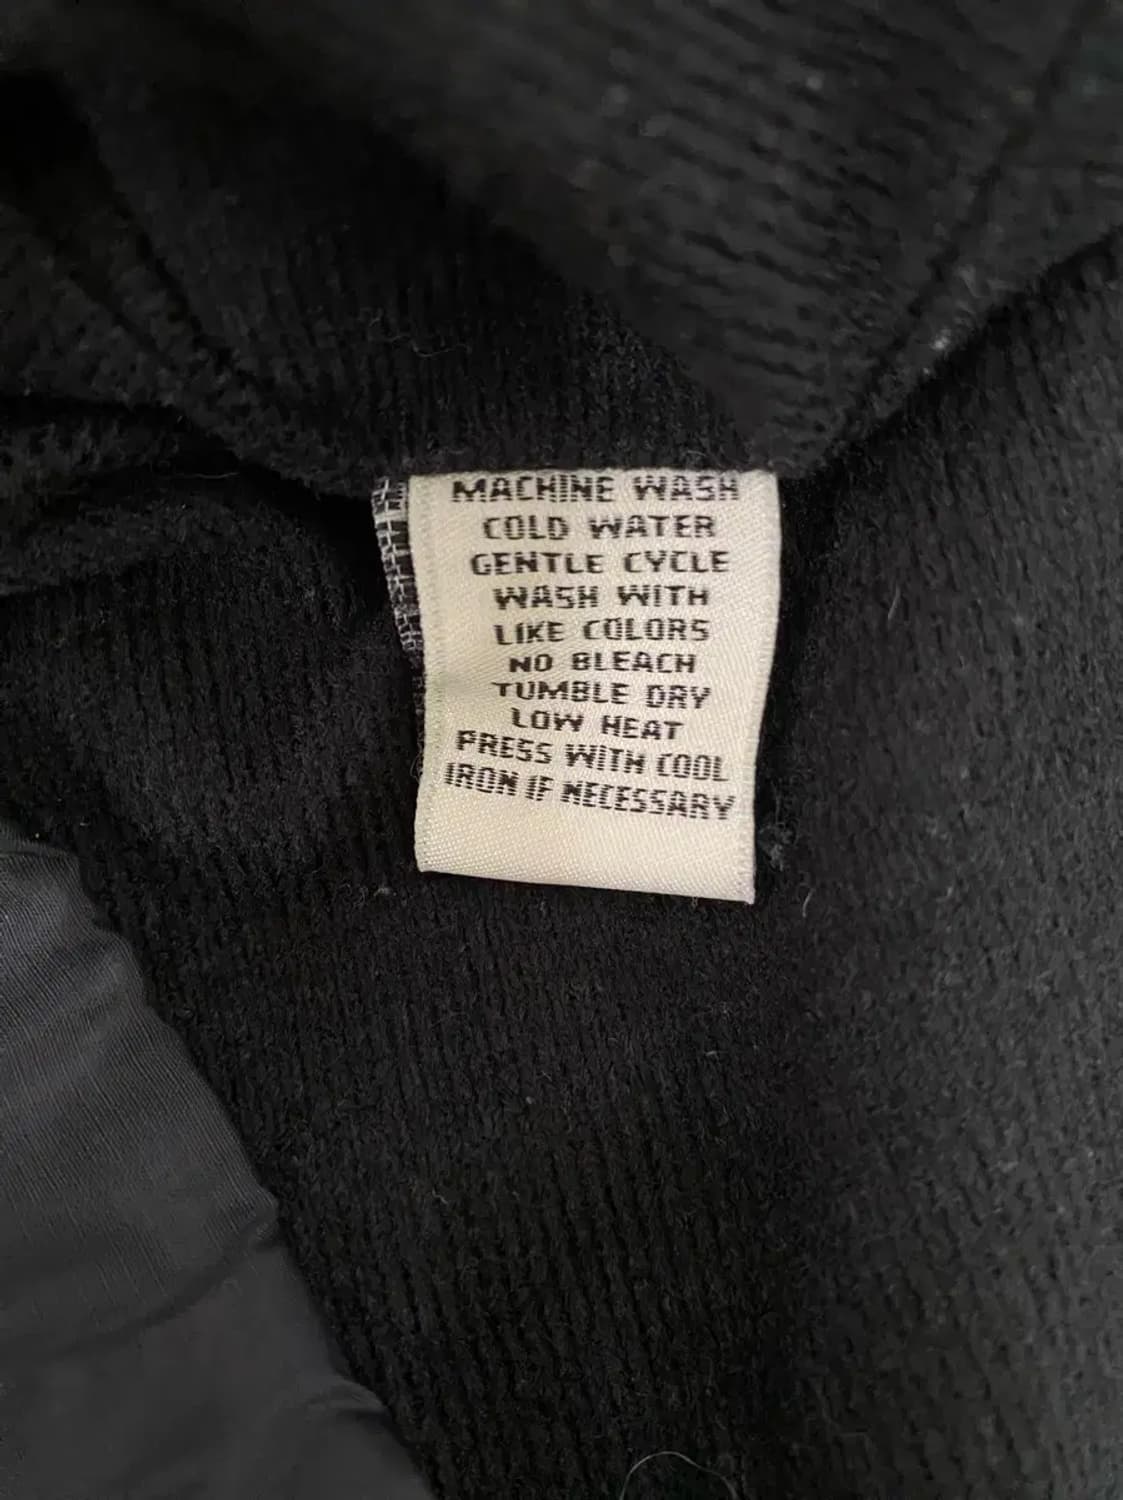 MACHINE WASH
COLD WATER
GENTLE CYCLE
WASH WITH
LIKE COLORS
NO BLEACH
TUMBLE DRY
LOW HEAT
PRESS WITH COOL
IRON IF NECESSARY